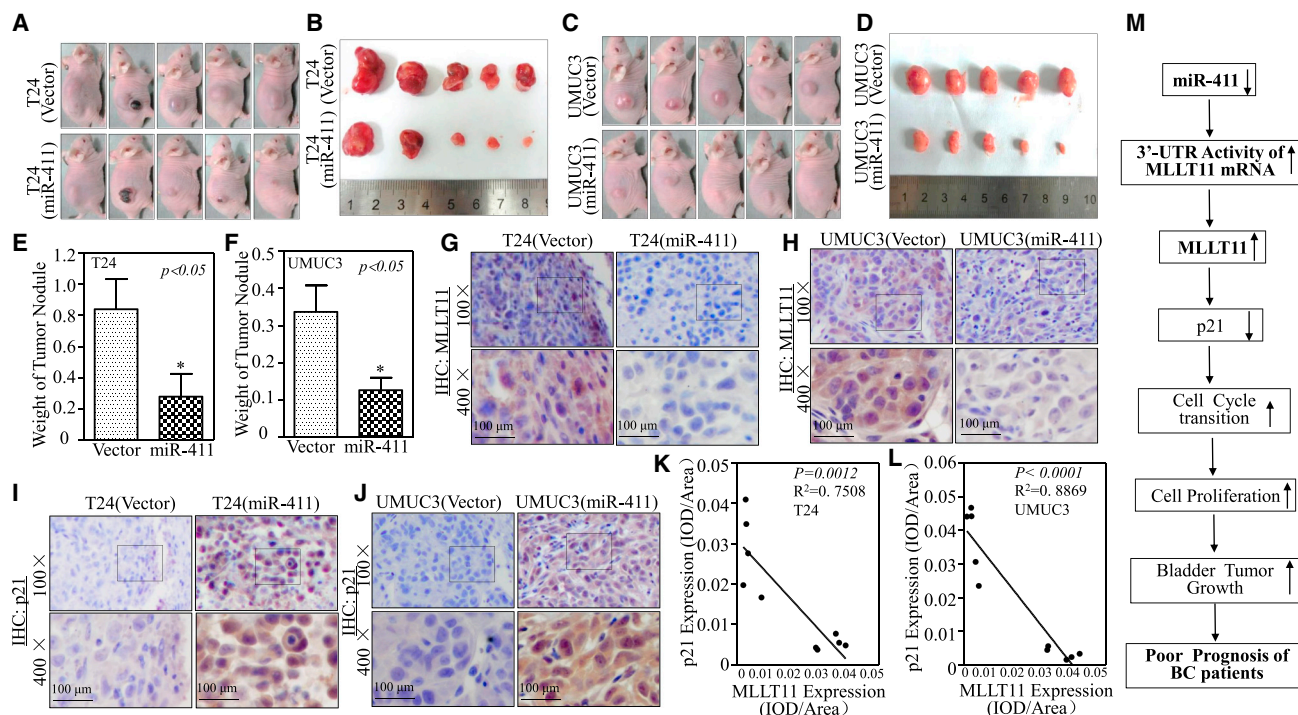 A
T24
(Vector)
T24
(miR-411)
B
T24
(Vector)
T24
(miR-411)
1 2 3 4 5 6 7 8 9
C
UMUC3
(Vector)
UMUC3
(miR-411)
D
UMUC3
(Vector)
UMUC3
(miR-411)
1 2 3 4 5 6 7 8 9 10
E
Weight of Tumor Nodule
1.2
1.0
0.8
0.6
0.4
0.2
0
T24
p<0.05
*
Vector miR-411
F
Weight of Tumor Nodule
0.5
0.4
0.3
0.2
0.1
0
UMUC3
p<0.05
*
Vector miR-411
G
T24(Vector) T24(miR-411)
IHC: MLLT11
100×
400×
100 μm 100 μm
H
UMUC3(Vector) UMUC3(miR-411)
IHC: MLLT11
100×
400×
100 μm 100 μm
I
T24(Vector) T24(miR-411)
IHC: p21
100×
400×
100 μm 100 μm
J
UMUC3(Vector) UMUC3(miR-411)
IHC: p21
100×
400×
100 μm 100 μm
K
p21 Expression (IOD/Area)
0.05
0.04
0.03
0.02
0.01
0
P=0.0012
R²=0.7508
T24
0 0.01 0.02 0.03 0.04 0.05
MLLT11 Expression
(IOD/Area)
L
p21 Expression (IOD/Area)
0.06
0.05
0.04
0.03
0.02
0.01
0
P< 0.0001
R²=0.8869
UMUC3
0 0.01 0.02 0.03 0.04 0.05
MLLT11 Expression
(IOD/Area)
M
miR-411↓
3'-UTR Activity of ↑
MLLT11 mRNA
MLLT11↑
p21 ↓
Cell Cycle
transition ↑
Cell Proliferation↑
Bladder Tumor ↑
Growth
Poor Prognosis of
BC patients